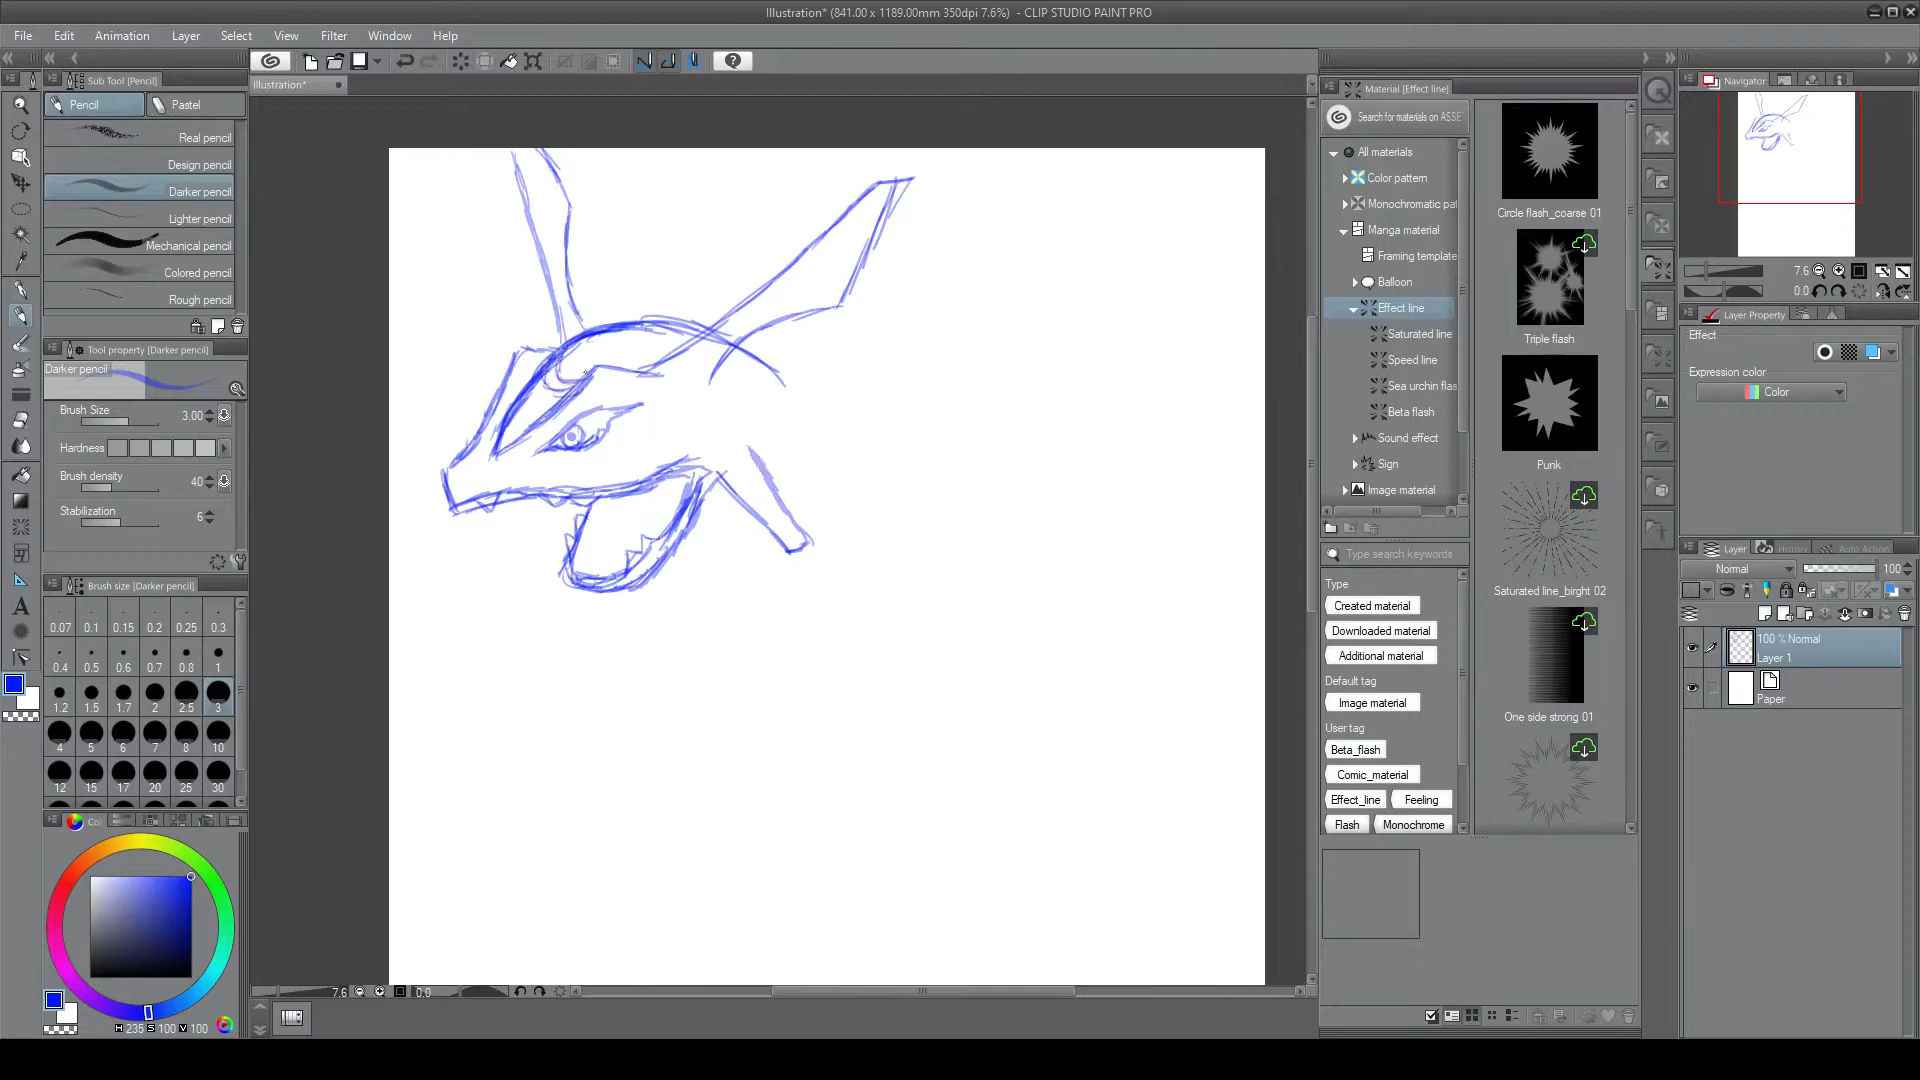 Illustration* (841.00 x 1189.00mm 350dpi 7.6%) - CLIP STUDIO PAINT PRO
File Edit Animation Layer Select View Filter Window Help
Sub Tool [Pencil]
Pencil Pastel
Real pencil
Design pencil
Darker pencil
Lighter pencil
Mechanical pencil
Colored pencil
Rough pencil
Tool property [Darker pencil]
Darker pencil
Brush Size 3.00
Hardness
Brush density 40
Stabilization 6
Brush size [Darker pencil]
0.07 0.1 0.15 0.2 0.25 0.3
0.4 0.5 0.6 0.7 0.8 1
1.2 1.5 1.7 2 2.5 3
4 5 6 7 8 10
12 15 17 20 25 30
Col
H 235 S 100 V 100
Illustration*
7.6 0.0
Material [Effect line]
Search for materials on ASSE
All materials
Color pattern
Monochromatic pat
Manga material
Framing template
Balloon
Effect line
Saturated line
Speed line
Sea urchin flas
Beta flash
Sound effect
Sign
Image material
Type search keywords
Type
Created material
Downloaded material
Additional material
Default tag
Image material
User tag
Beta_flash
Comic_material
Effect_line Feeling
Flash Monochrome
Circle flash_coarse 01
Triple flash
Punk
Saturated line_birght 02
One side strong 01
Navigator
7.6
0.0
Layer Property
Effect
Expression color
Color
Layer History Auto Action
Normal 100
100 % Normal
Layer 1
Paper